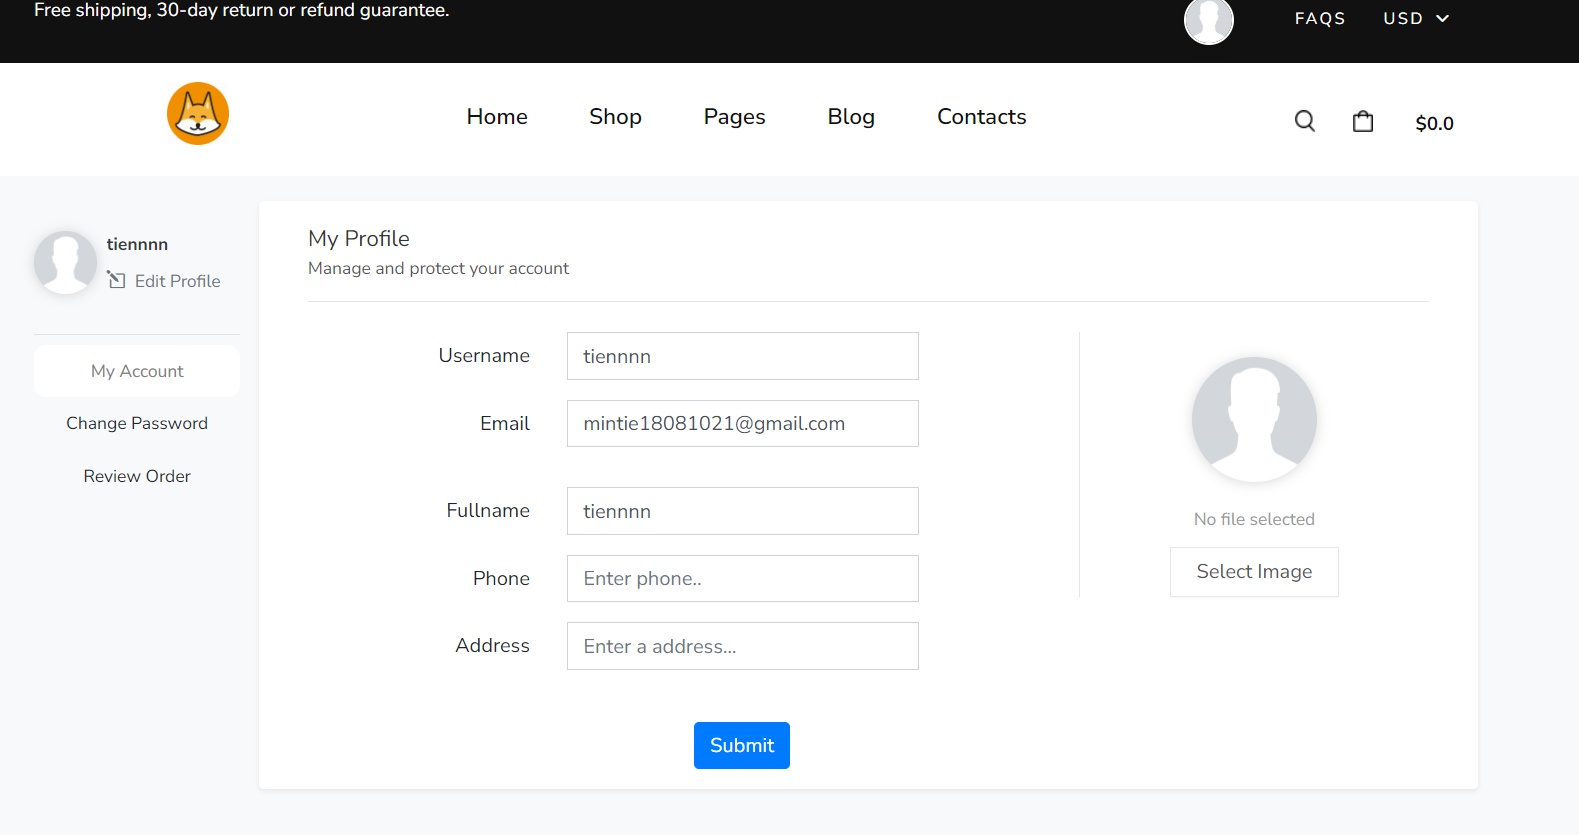 Free shipping, 30-day return or refund guarantee.
FAQS USD
Home Shop Pages Blog Contacts
$0.0
tiennnn
Edit Profile
My Account
Change Password
Review Order
My Profile
Manage and protect your account
Username tiennnn
Email mintie18081021@gmail.com
Fullname tiennnn
Phone Enter phone..
Address Enter a address...
Submit
No file selected
Select Image